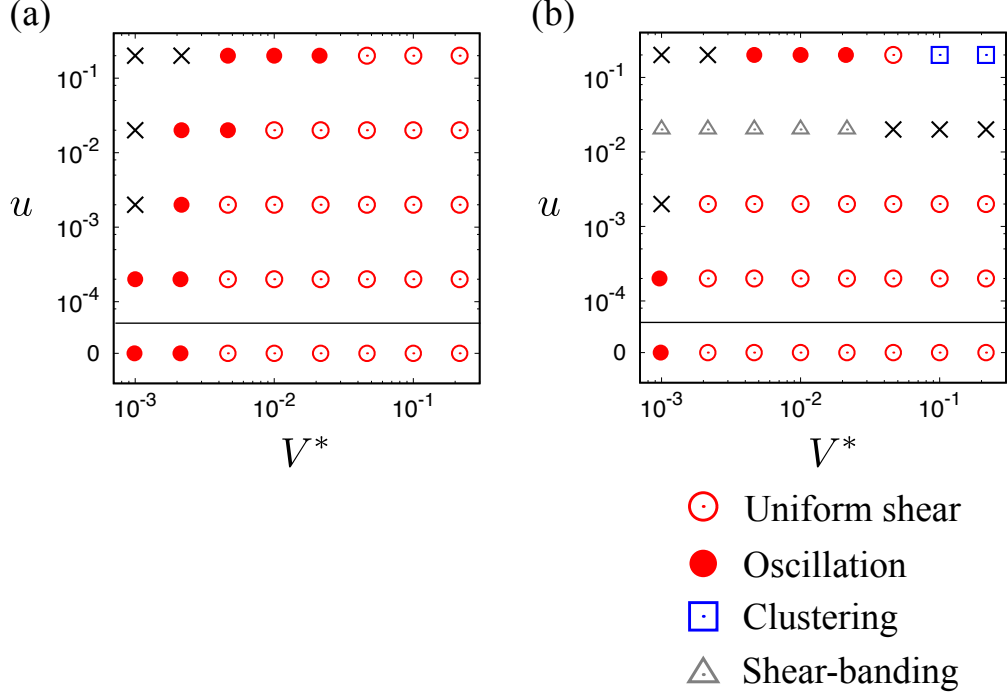 (a)
(b)
10^-1
10^-2
10^-3
10^-4
0
u
10^-3
10^-2
10^-1
V*
10^-1
10^-2
10^-3
10^-4
0
u
10^-3
10^-2
10^-1
V*
Uniform shear
Oscillation
Clustering
Shear-banding